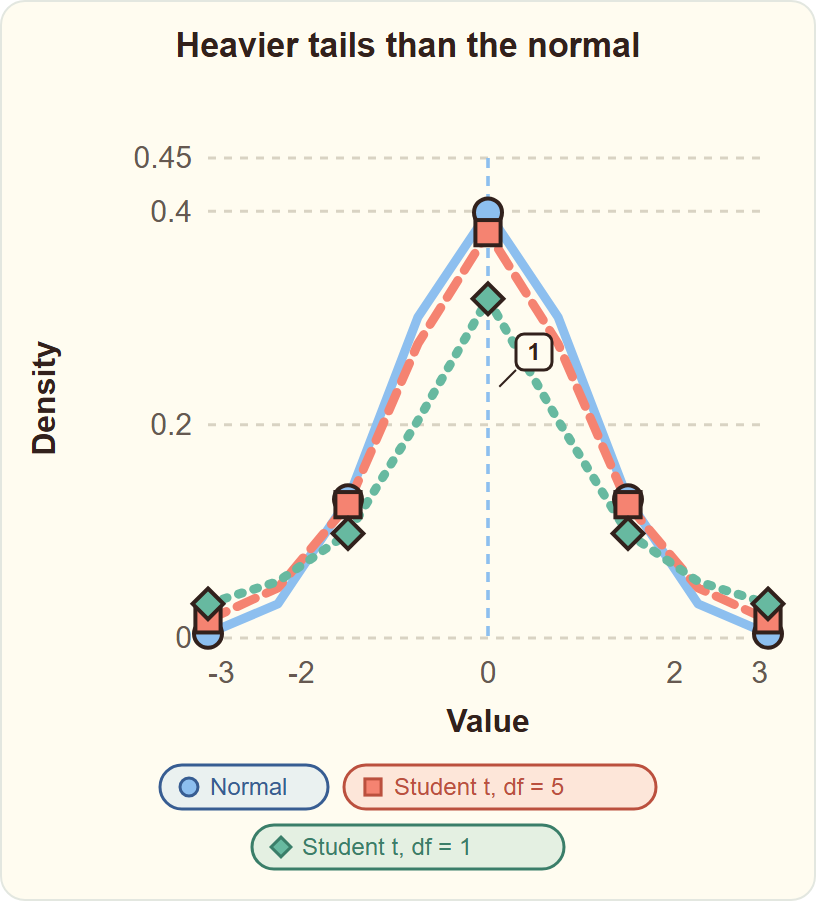 Heavier tails than the normal
0.45
0.4
0.2
0
Density
1
-3 -2 0 2 3
Value
Normal
Student t, df = 5
Student t, df = 1